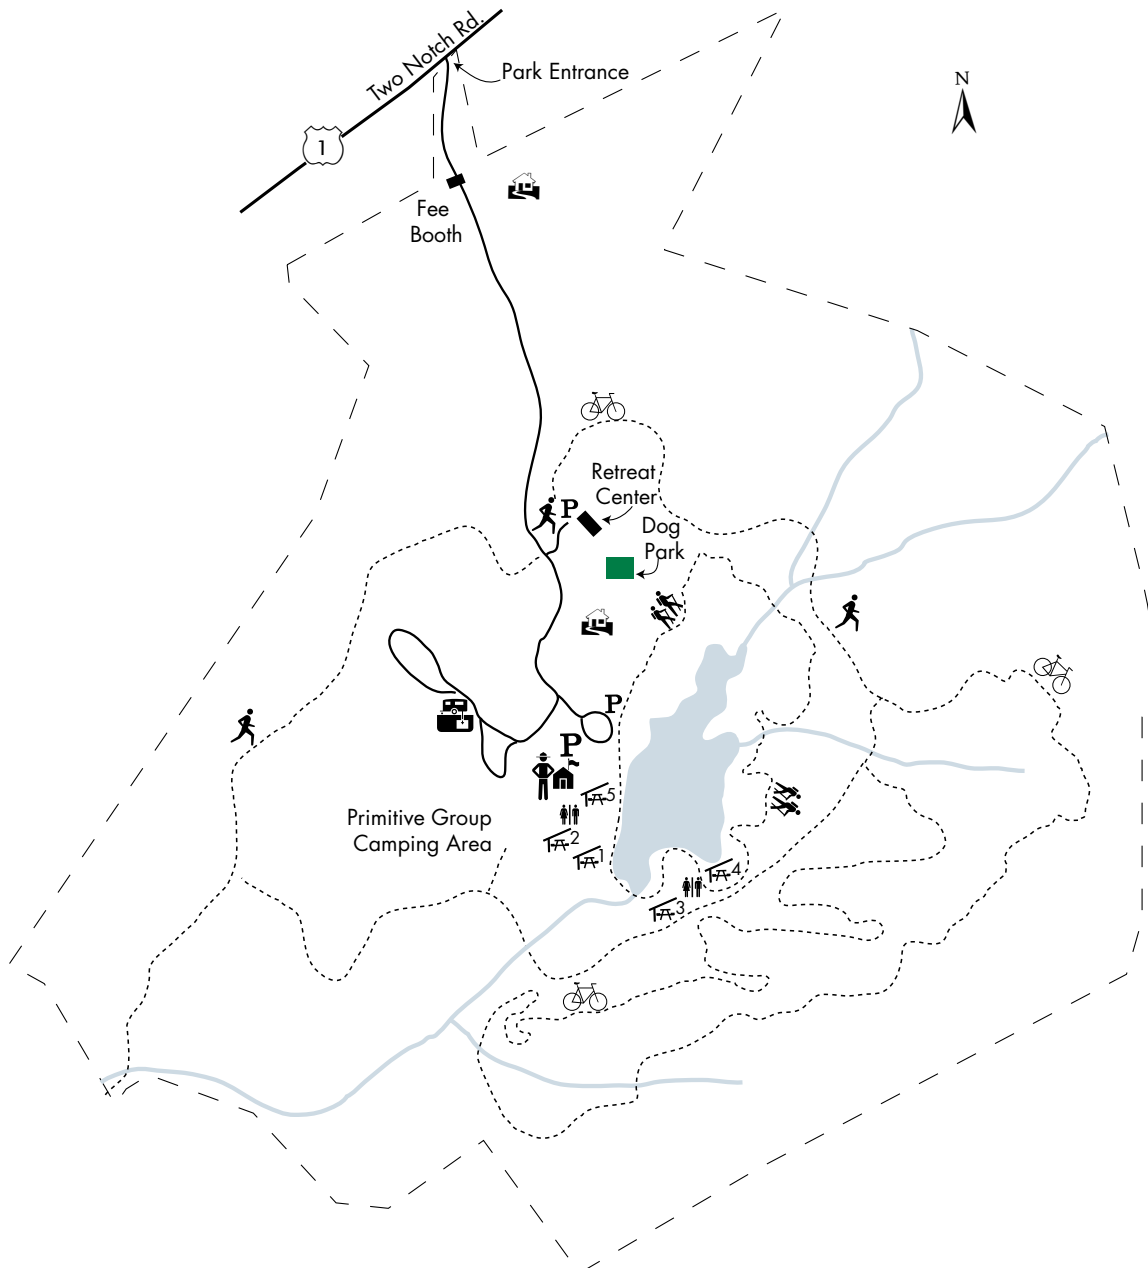 Two Notch Rd.
Park Entrance
N
1
Fee
Booth
Retreat
Center
P
Dog
Park
P
P
5
Primitive Group
Camping Area
2
1
4
3